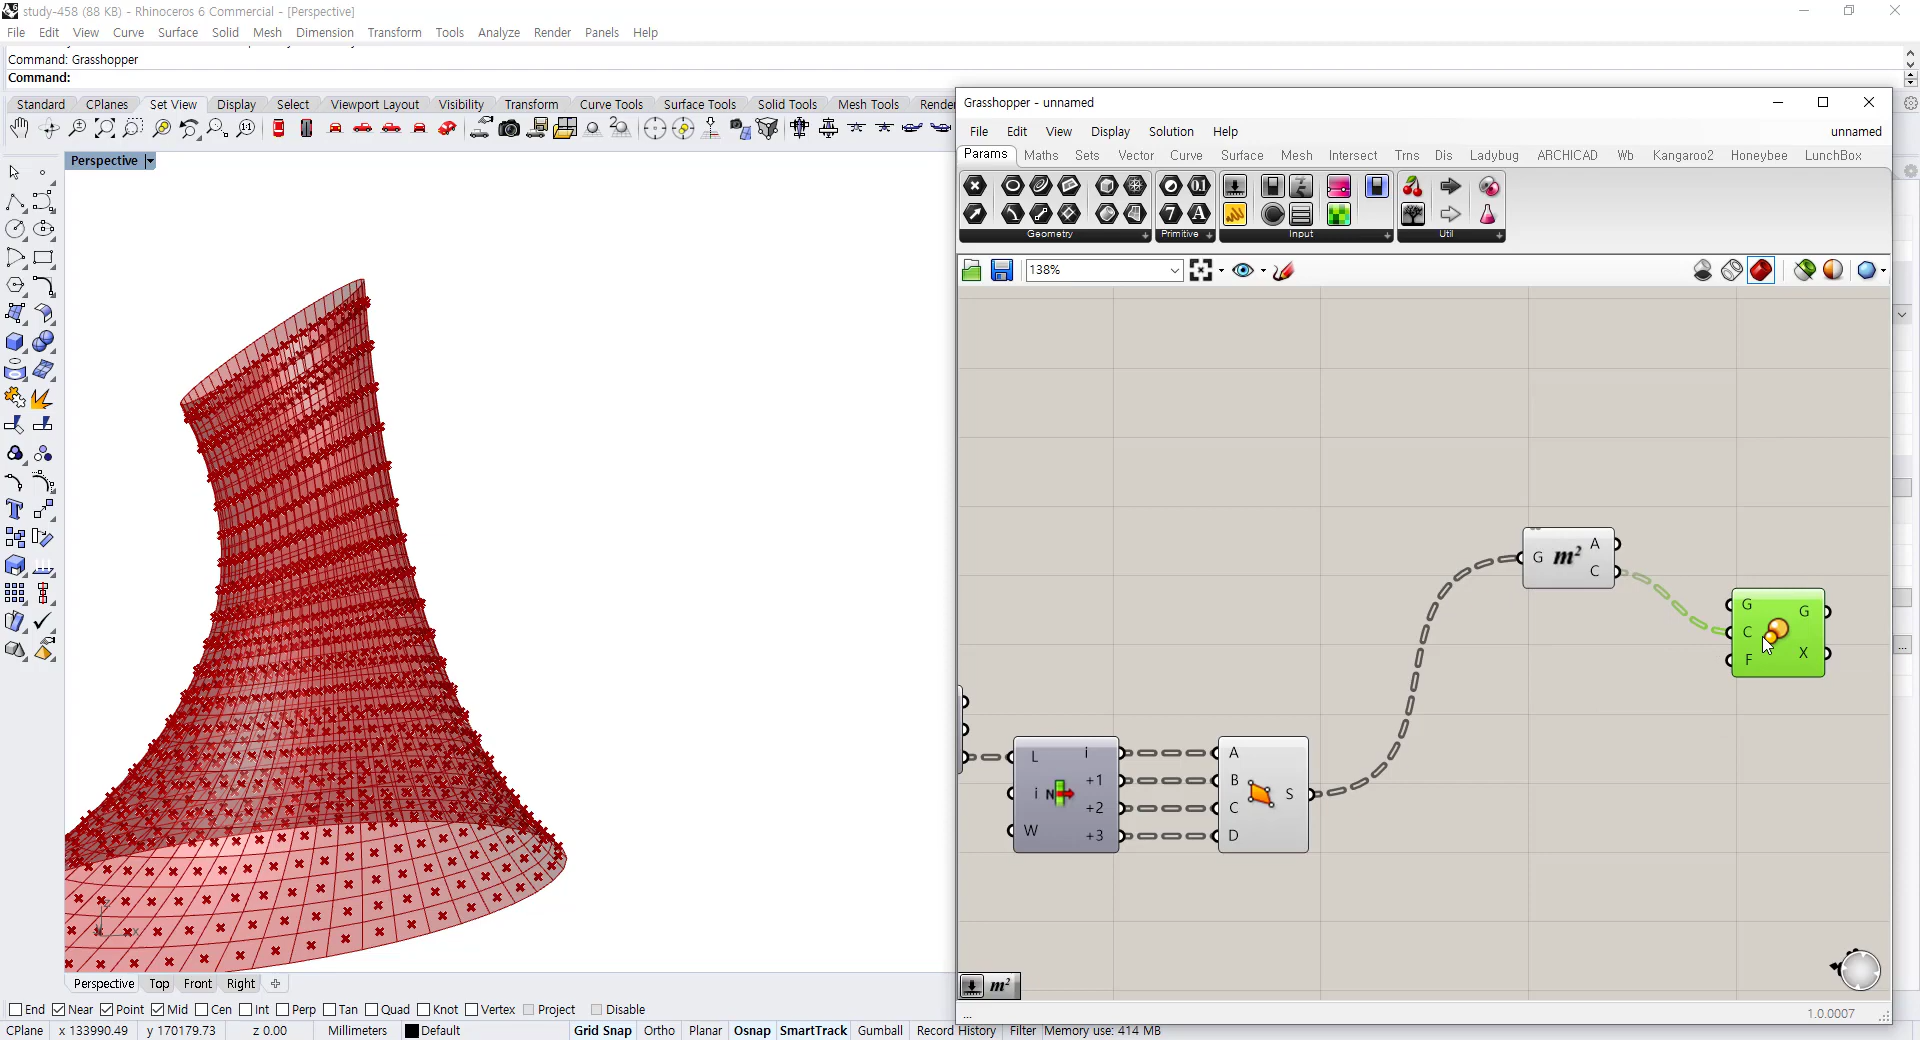 study-458 (88 KB) - Rhinoceros 6 Commercial - [Perspective]
File Edit View Curve Surface Solid Mesh Dimension Transform Tools Analyze Render Panels Help
Command: Grasshopper
Command:
Standard CPlanes Set View Display Select Viewport Layout Visibility Transform Curve Tools Surface Tools Solid Tools Mesh Tools Render
Perspective
Grasshopper - unnamed
File Edit View Display Solution Help unnamed
Params Maths Sets Vector Curve Surface Mesh Intersect Trns Dis Ladybug ARCHICAD Wb Kangaroo2 Honeybee LunchBox
Geometry Primitive Input Util
138%
G m² A
C
G G
C
F X
L i A
i N +1 B S
+2 C
W +3 D
m²
1.0.0007
z
x
Perspective Top Front Right
End Near Point Mid Cen Int Perp Tan Quad Knot Vertex Project Disable
CPlane x 133990.49 y 170179.73 z 0.00 Millimeters Default Grid Snap Ortho Planar Osnap SmartTrack Gumball Record History Filter Memory use: 414 MB